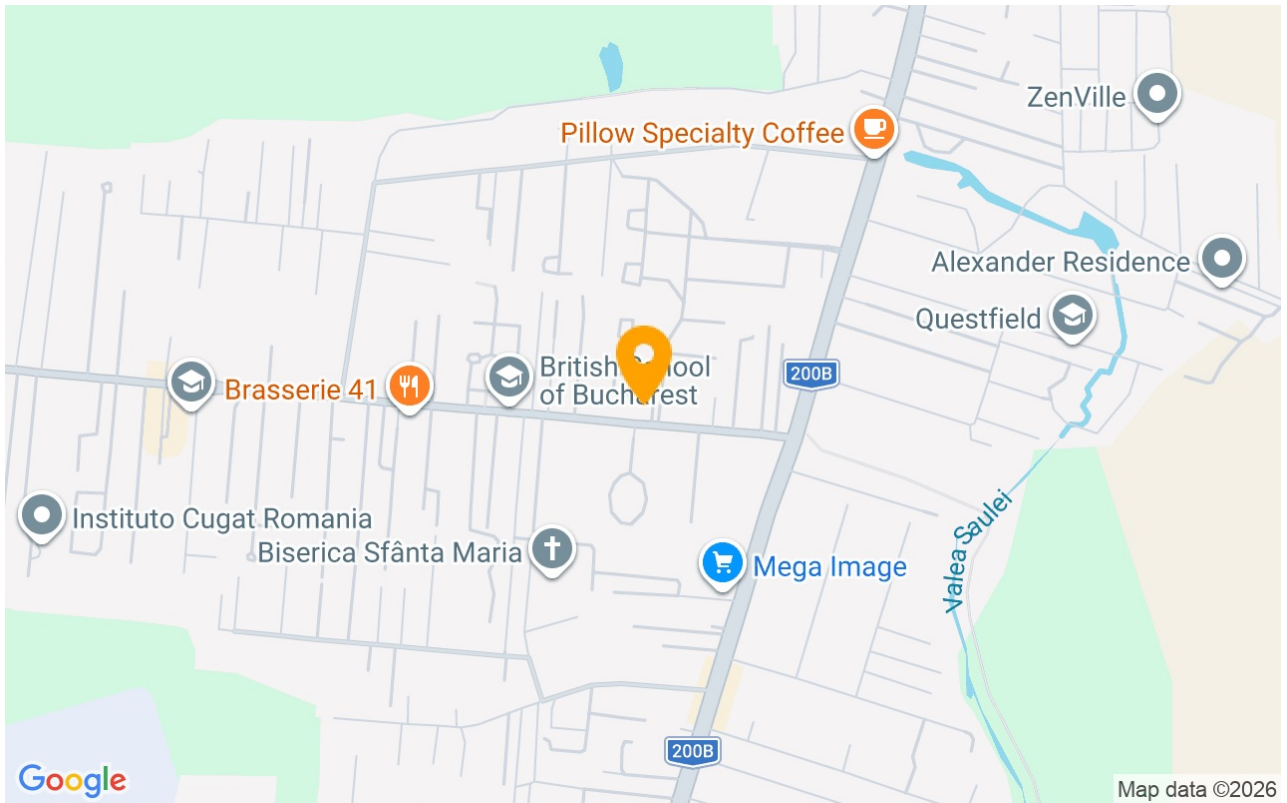 ZenVille
Pillow Specialty Coffee
Alexander Residence
Questfield
200B
British School
of Bucharest
Brasserie 41
Instituto Cugat Romania
Biserica Sfânta Maria
Mega Image
Valea Saulei
200B
Google
Map data ©2026